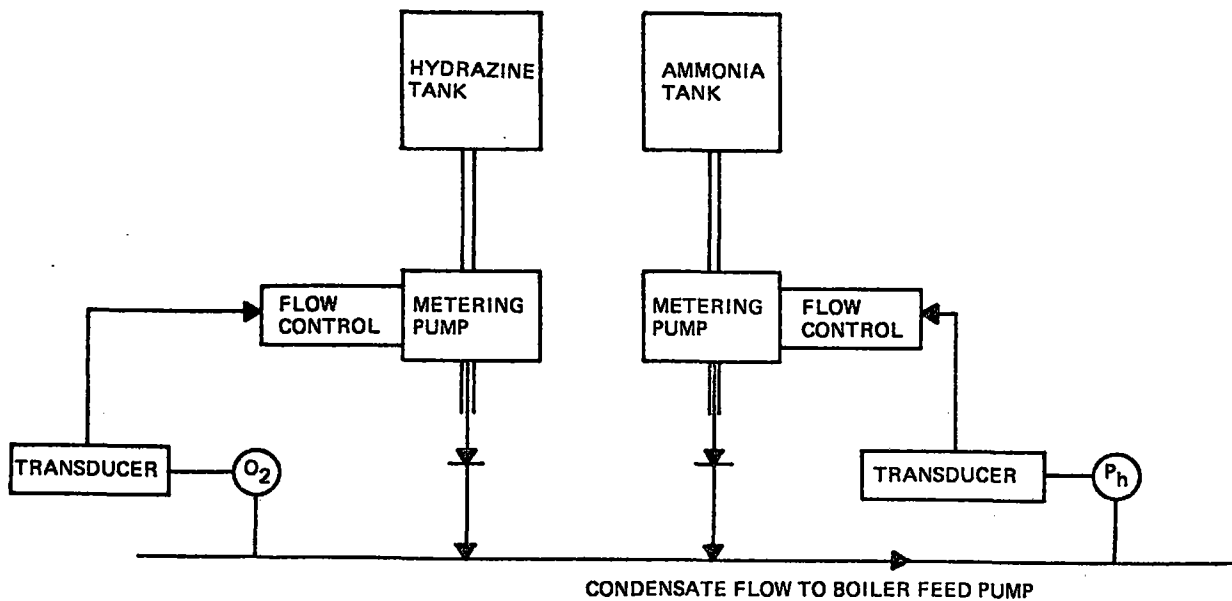 HYDRAZINE
TANK
AMMONIA
TANK
FLOW
CONTROL
METERING
PUMP
METERING
PUMP
FLOW
CONTROL
TRANSDUCER
O2
TRANSDUCER
Ph
CONDENSATE FLOW TO BOILER FEED PUMP